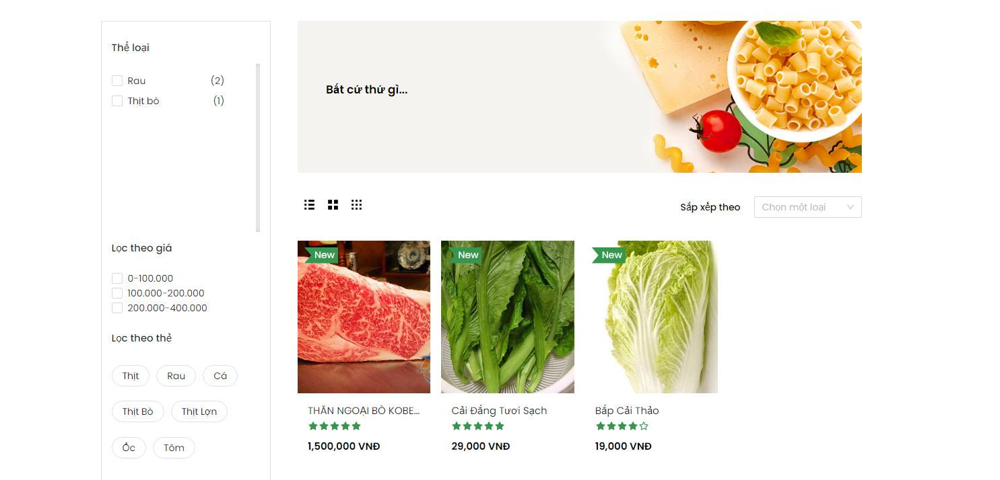 Thể loại
Rau (2)
Thịt bò (1)
Lọc theo giá
0-100.000
100.000-200.000
200.000-400.000
Lọc theo thẻ
Thịt Rau Cá
Thịt Bò Thịt Lợn
Ốc Tôm
Bất cứ thứ gì...
Sắp xếp theo Chọn một loại
New New New
THĂN NGOẠI BÒ KOBE... Cải Đắng Tươi Sạch Bắp Cải Thảo
1,500,000 VNĐ 29,000 VNĐ 19,000 VNĐ